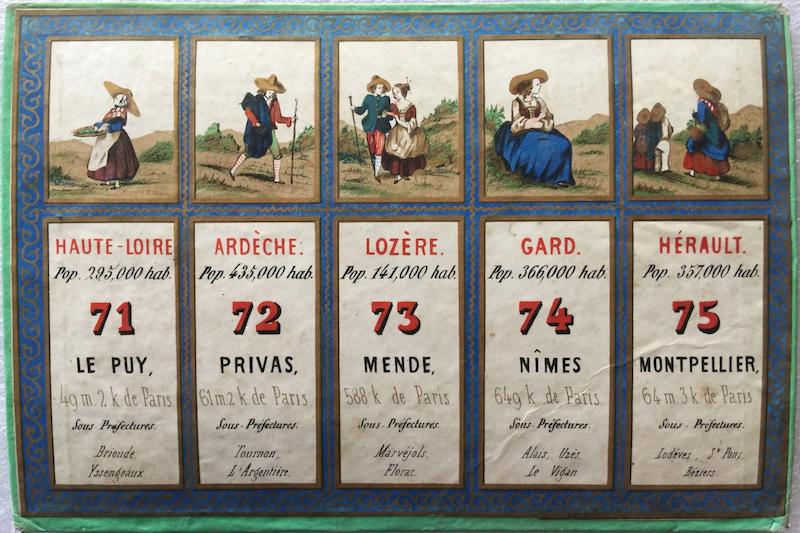 HAUTE-LOIRE
Pop. 295,000 hab.
71
LE PUY,
49 m. 2 k de Paris
Sous-Préfectures.
Brioude
Yssengeaux
ARDÈCHE.
Pop. 435,000 hab.
72
PRIVAS,
61 m 2 k de Paris
Sous-Préfectures.
Tournon,
L'Argentière.
LOZÈRE.
Pop. 141,000 hab.
73
MENDE,
588 k de Paris
Sous-Préfectures.
Marvéjols,
Florac.
GARD.
Pop. 366,000 hab.
74
NÎMES
649 k de Paris
Sous-Préfectures.
Alais, Uzès,
Le Vigan
HÉRAULT.
Pop. 357,000 hab.
75
MONTPELLIER,
64 m. 3 k de Paris
Sous-Préfectures.
Lodèves, St Pons,
Béziers.